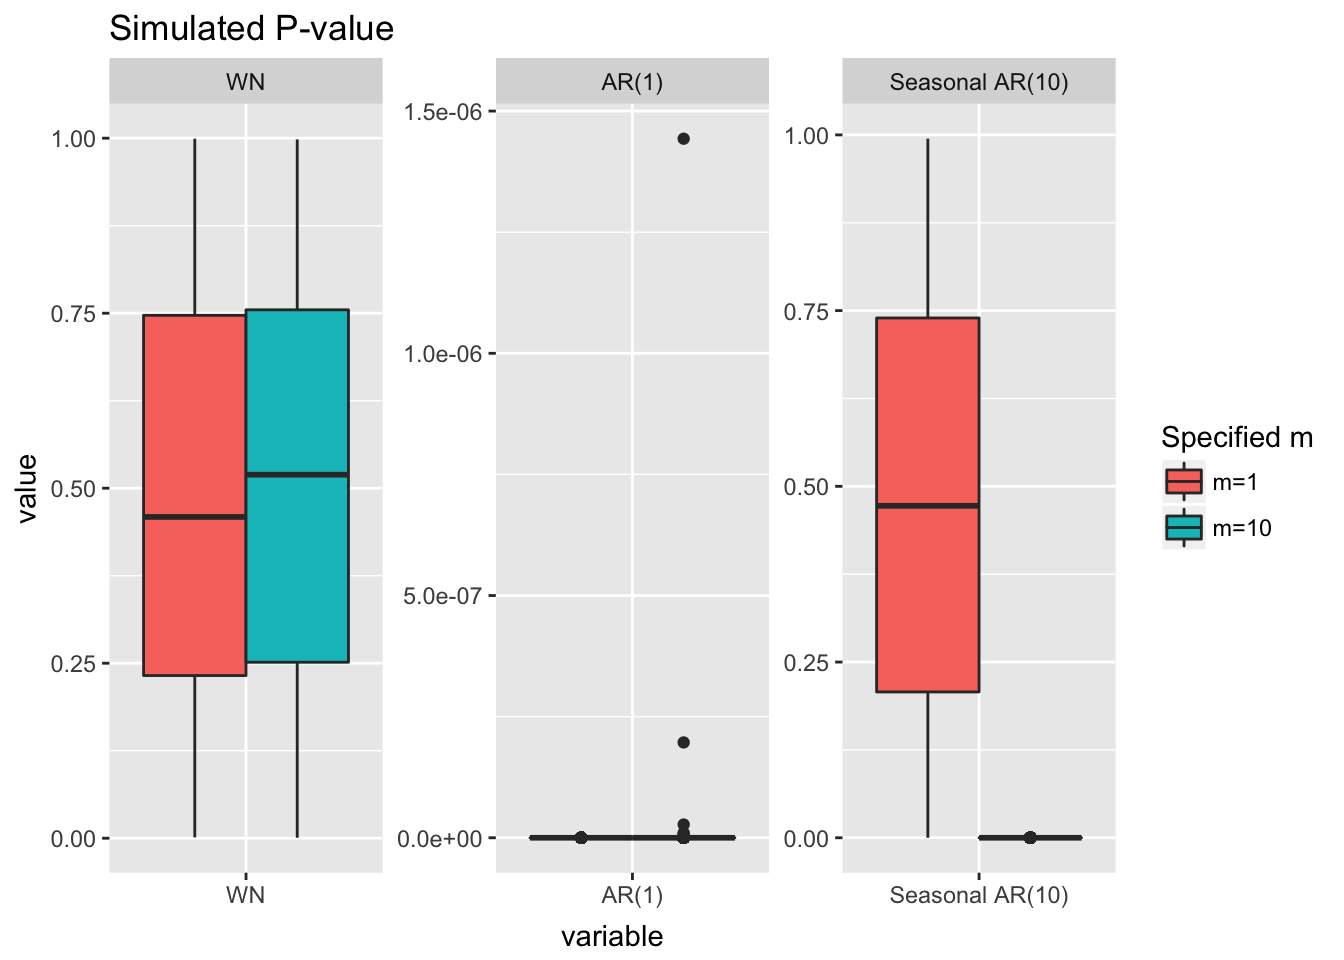 Simulated P-value
WN
AR(1)
Seasonal AR(10)
value
1.00
0.75
0.50
0.25
0.00
1.5e-06
1.0e-06
5.0e-07
0.0e+00
1.00
0.75
0.50
0.25
0.00
WN
AR(1)
Seasonal AR(10)
variable
Specified m
m=1
m=10